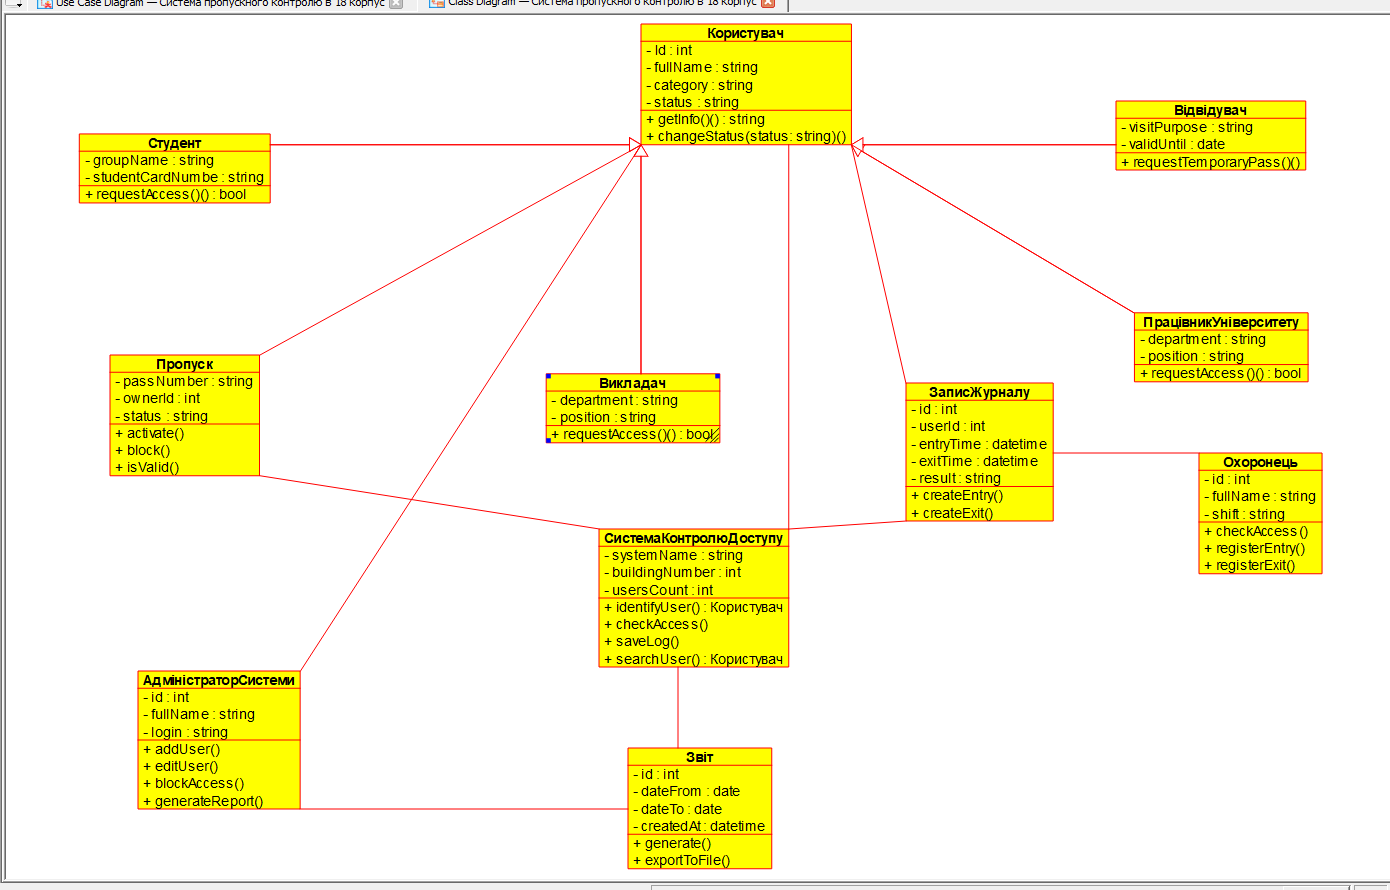 Use Case Diagram — Система пропускного контролю в 18 корпус
Class Diagram — Система пропускного контролю в 18 корпус
Користувач
- Id : int
- fullName : string
- category : string
- status : string
+ getInfo()() : string
+ changeStatus(status: string)()
Відвідувач
- visitPurpose : string
- validUntil : date
+ requestTemporaryPass()()
Студент
- groupName : string
- studentCardNumbe : string
+ requestAccess()() : bool
ПрацівникУніверситету
- department : string
- position : string
+ requestAccess()() : bool
Пропуск
- passNumber : string
- ownerId : int
- status : string
+ activate()
+ block()
+ isValid()
Викладач
- department : string
- position : string
+ requestAccess()() : bool
ЗаписЖурналу
- id : int
- userId : int
- entryTime : datetime
- exitTime : datetime
- result : string
+ createEntry()
+ createExit()
Охоронець
- id : int
- fullName : string
- shift : string
+ checkAccess()
+ registerEntry()
+ registerExit()
СистемаКонтролюДоступу
- systemName : string
- buildingNumber : int
- usersCount : int
+ identifyUser() : Користувач
+ checkAccess()
+ saveLog()
+ searchUser() : Користувач
АдміністраторСистеми
- id : int
- fullName : string
- login : string
+ addUser()
+ editUser()
+ blockAccess()
+ generateReport()
Звіт
- id : int
- dateFrom : date
- dateTo : date
- createdAt : datetime
+ generate()
+ exportToFile()